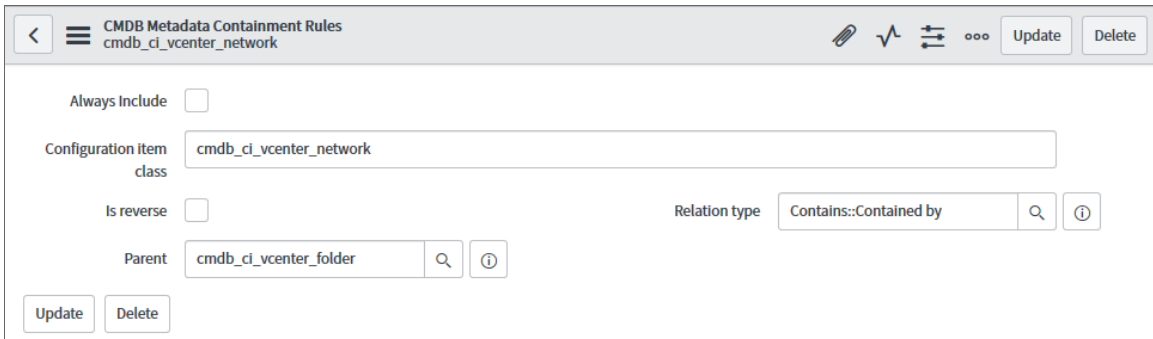 CMDB Metadata Containment Rules
cmdb_ci_vcenter_network
Update
Delete
Always Include
Configuration item
class
cmdb_ci_vcenter_network
Is reverse
Relation type
Contains::Contained by
Parent
cmdb_ci_vcenter_folder
Update
Delete